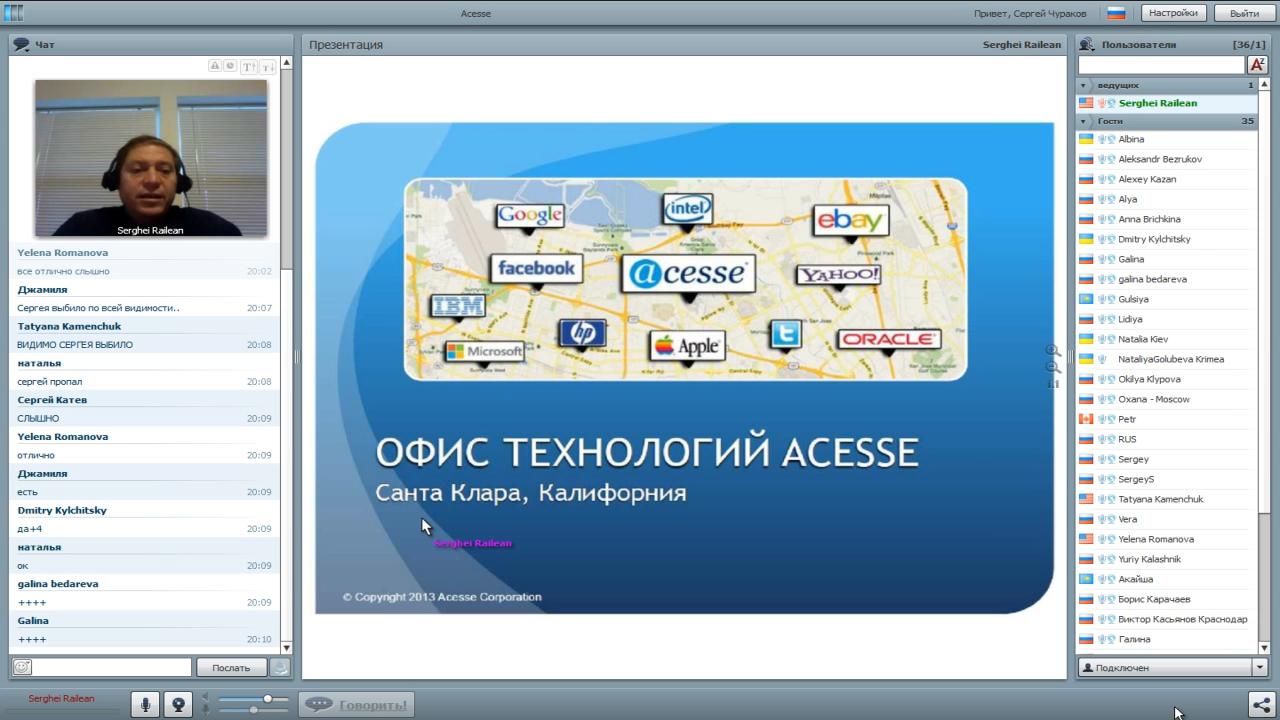 Acesse
Привет, Сергей Чураков
Настройки
Выйти
Чат
T↑
T↓
Serghei Railean
Yelena Romanova
все отлично слышно 20:02
Джамиля
Сергея выбило по всей видимости.. 20:07
Tatyana Kamenchuk
ВИДИМО СЕРГЕЯ ВЫБИЛО 20:08
наталья
сергей пропал 20:08
Сергей Катев
СЛЫШНО 20:09
Yelena Romanova
отлично 20:09
Джамиля
есть 20:09
Dmitry Kylchitsky
да+4 20:09
наталья
ок 20:09
galina bedareva
++++ 20:09
Galina
++++ 20:10
Послать
Serghei Railean
Говорить!
Презентация
Serghei Railean
Google
intel
ebay
facebook
@cesse
YAHOO!
IBM
hp
Microsoft
Apple
ORACLE
ОФИС ТЕХНОЛОГИЙ ACESSE
Санта Клара, Калифорния
Serghei Railean
© Copyright 2013 Acesse Corporation
1:1
Пользователи [36/1]
AZ
ведущих 1
Serghei Railean
Гости 35
Albina
Aleksandr Bezrukov
Alexey Kazan
Alya
Anna Brichkina
Dmitry Kylchitsky
Galina
galina bedareva
Gulsiya
Lidiya
Natalia Kiev
NataliyaGolubeva Krimea
Okilya Klypova
Oxana - Moscow
Petr
RUS
Sergey
SergeyS
Tatyana Kamenchuk
Vera
Yelena Romanova
Yuriy Kalashnik
Акайша
Борис Карачаев
Виктор Касьянов Краснодар
Галина
Подключен